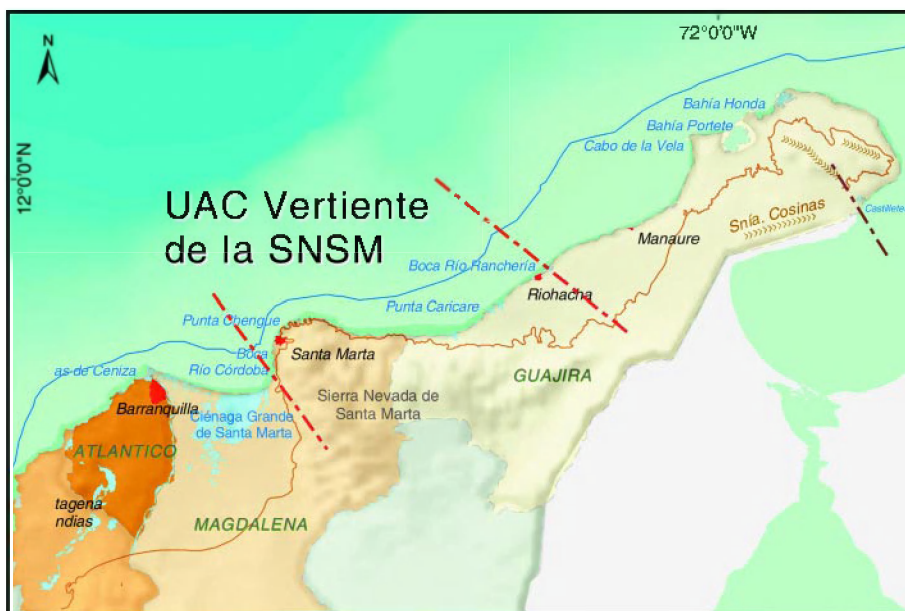 N
72°0'0"W
12°0'0"N
Bahía Honda
Bahía Portete
Cabo de la Vela
UAC Vertiente
de la SNSM
Snía. Cosinas
Castilletes
Manaure
Boca Río Ranchería
Riohacha
Punta Caricare
Punta Chengue
Boca
Río Córdoba
Santa Marta
as de Ceniza
GUAJIRA
Sierra Nevada de
Santa Marta
Barranquilla
Ciénaga Grande
de Santa Marta
ATLANTICO
tagena
ndias
MAGDALENA